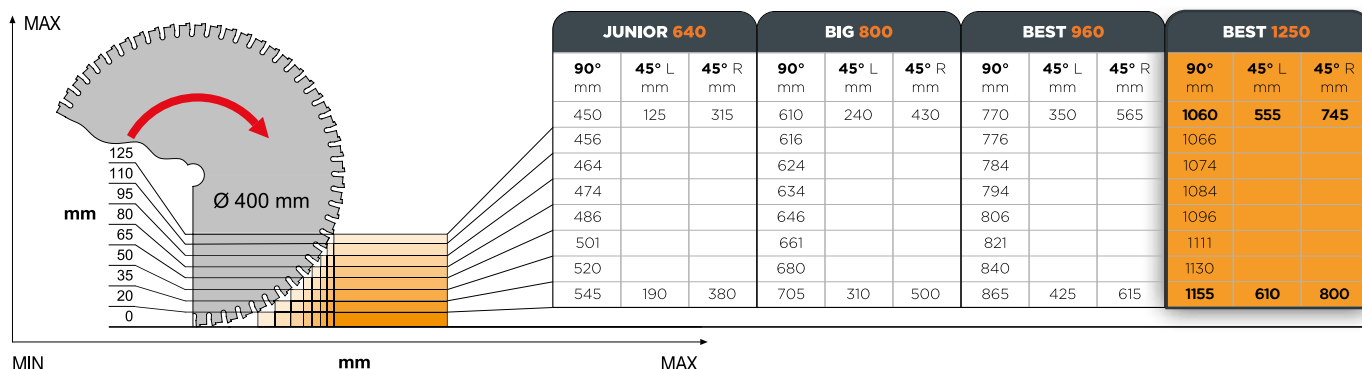 MAX
JUNIOR 640 BIG 800 BEST 960 BEST 1250
90° 45° L 45° R 90° 45° L 45° R 90° 45° L 45° R 90° 45° L 45° R
mm mm mm mm mm mm mm mm mm mm mm mm
450 125 315 610 240 430 770 350 565 1060 555 745
456 616 776 1066
464 624 784 1074
474 634 794 1084
486 646 806 1096
501 661 821 1111
520 680 840 1130
545 190 380 705 310 500 865 425 615 1155 610 800
125
110
95
80
65
50
35
20
0
mm
Ø 400 mm
MIN mm MAX